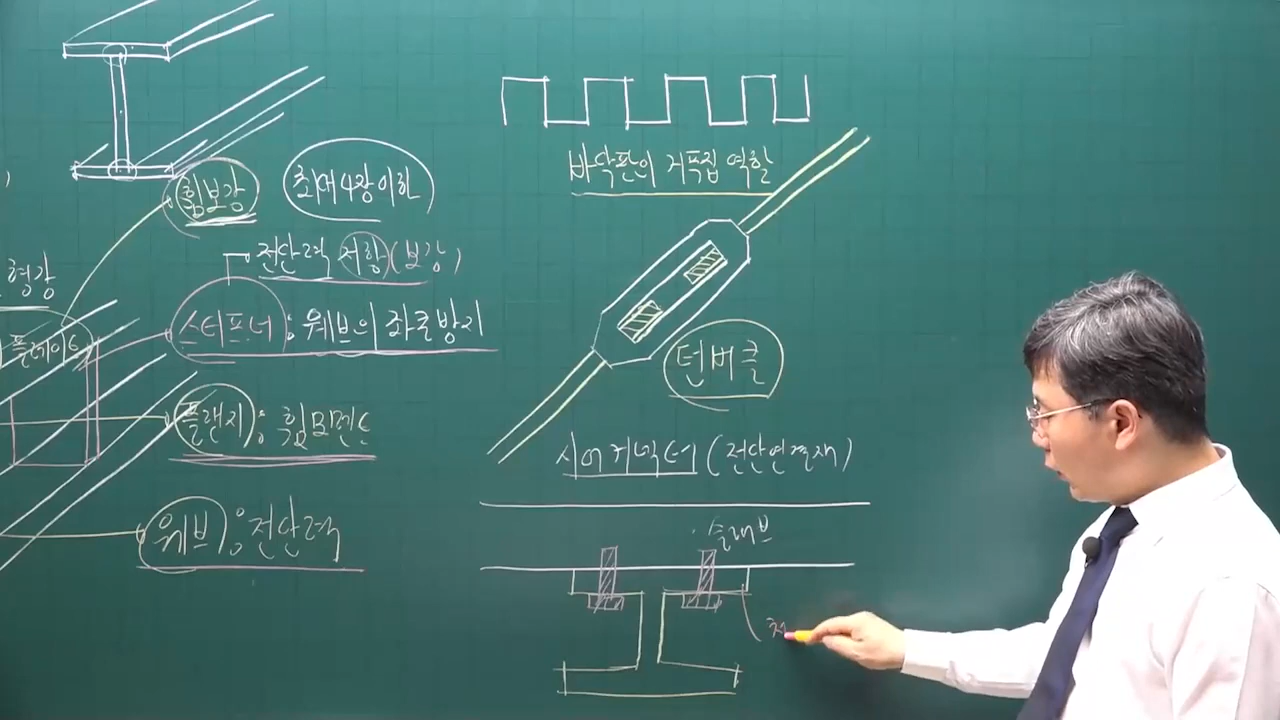 힘보강
최대 4장이하
형강
전단력 저항 (보강)
플레이트
스티프너 : 웨브의 좌굴방지
플랜지 : 휨모멘트
웨브 : 전단력
바닥판의 거푸집 역할
턴버클
시어커넥터 (전단연결재)
슬래브